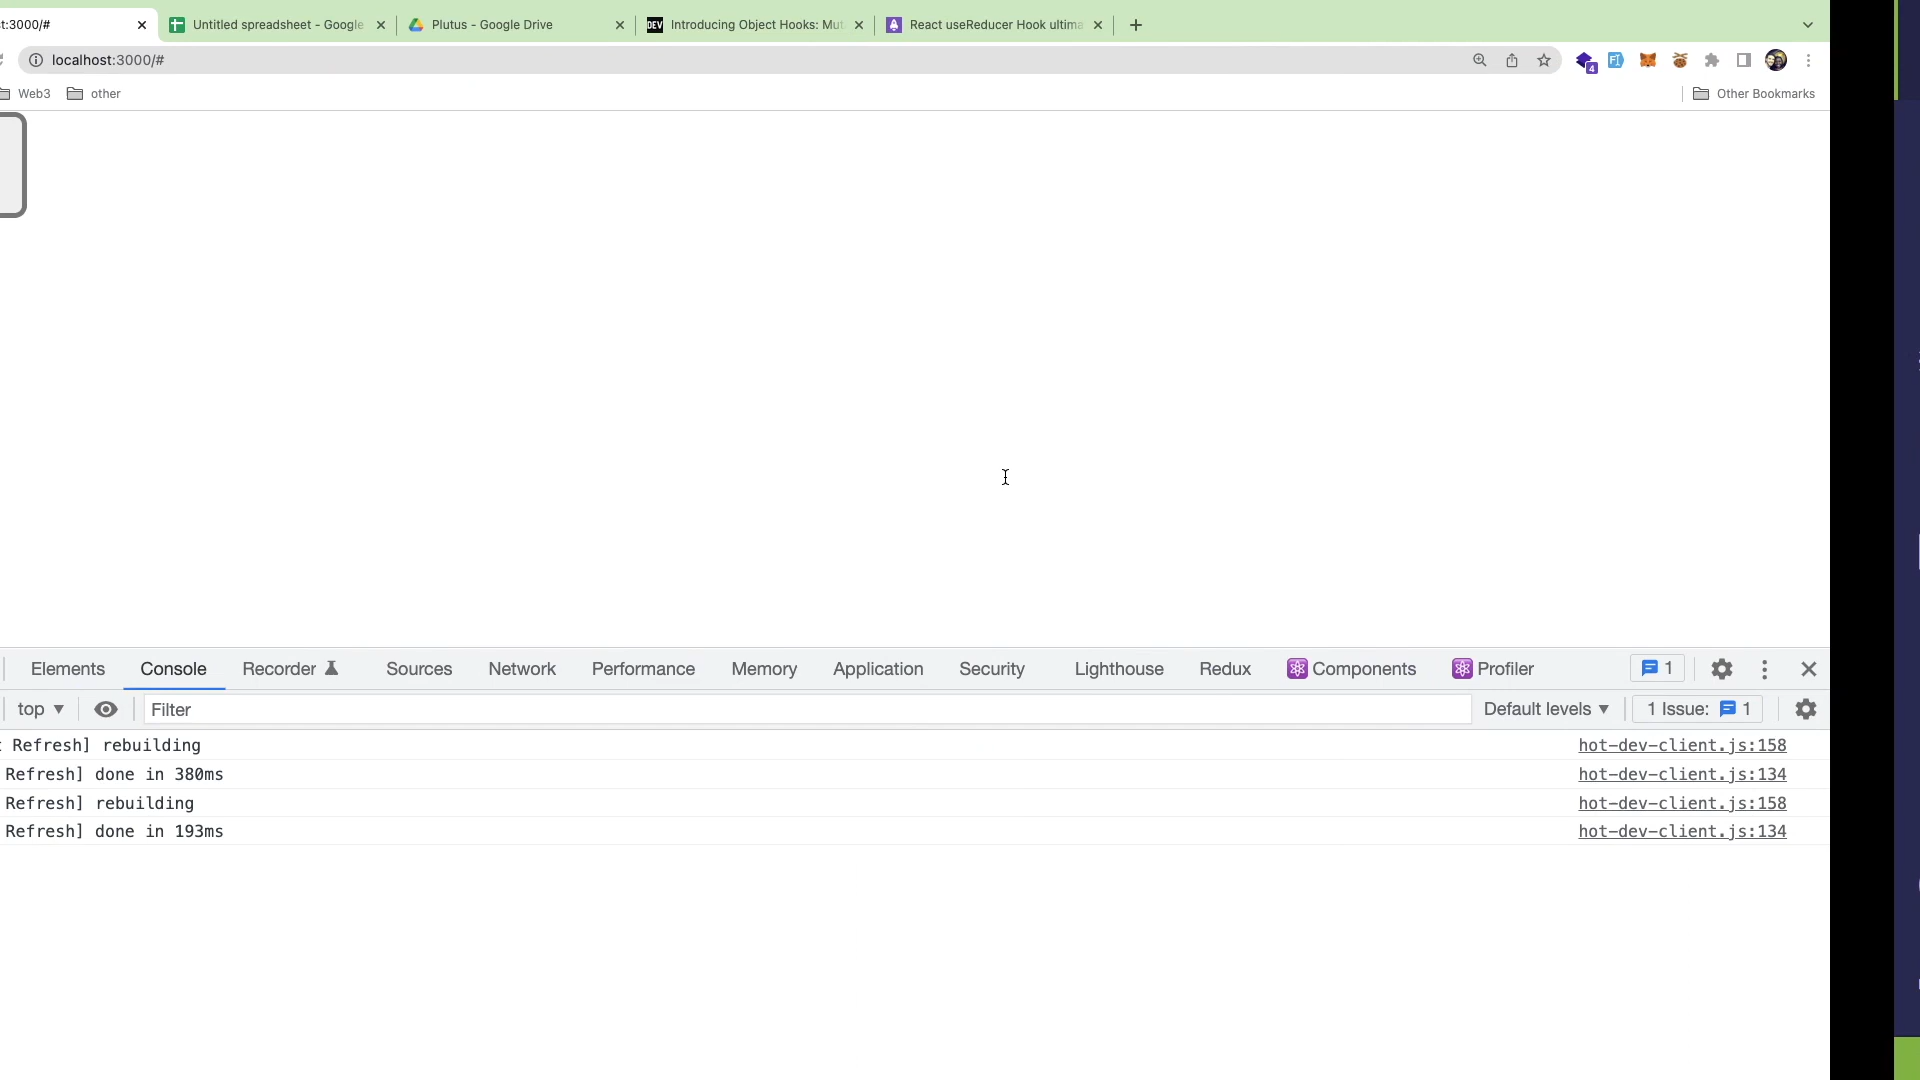 t:3000/#
Untitled spreadsheet - Google
Plutus - Google Drive
DEV
Introducing Object Hooks: Mut
React useReducer Hook ultima
localhost:3000/#
4
Web3
other
Other Bookmarks
Elements
Console
Recorder
Sources
Network
Performance
Memory
Application
Security
Lighthouse
Redux
Components
Profiler
1
top ▼
Filter
Default levels ▼
1 Issue: 1
Refresh] rebuilding
hot-dev-client.js:158
Refresh] done in 380ms
hot-dev-client.js:134
Refresh] rebuilding
hot-dev-client.js:158
Refresh] done in 193ms
hot-dev-client.js:134